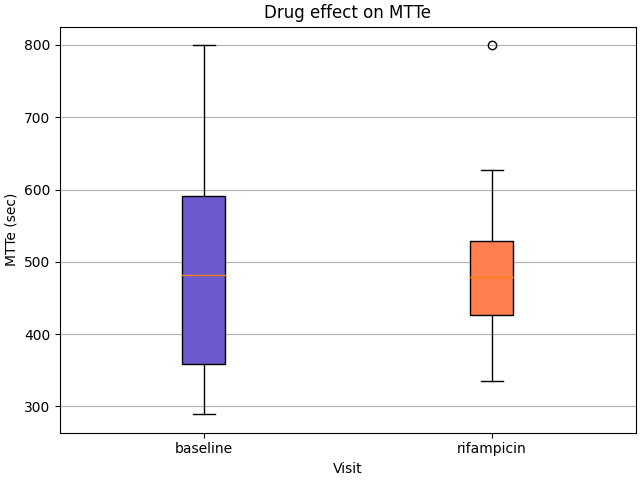 Drug effect on MTTe
MTTe (sec)
800
700
600
500
400
300
baseline
rifampicin
Visit